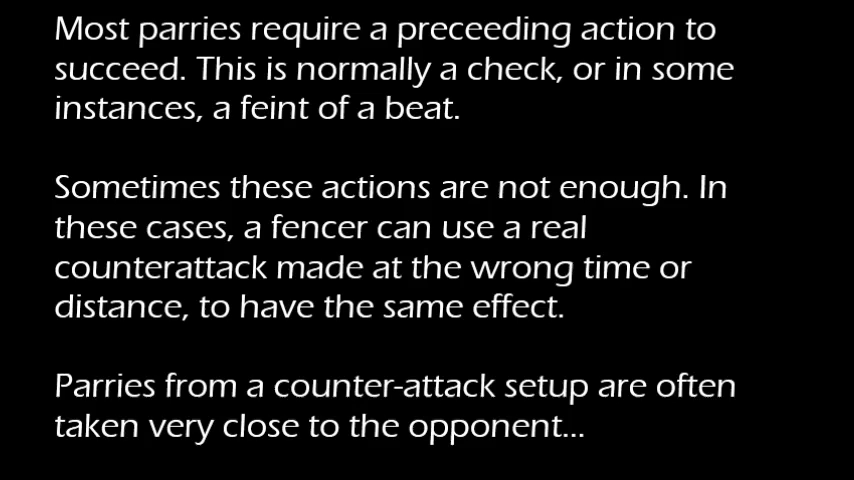 Most parries require a preceeding action to
succeed. This is normally a check, or in some
instances, a feint of a beat.
Sometimes these actions are not enough. In
these cases, a fencer can use a real
counterattack made at the wrong time or
distance, to have the same effect.
Parries from a counter-attack setup are often
taken very close to the opponent...